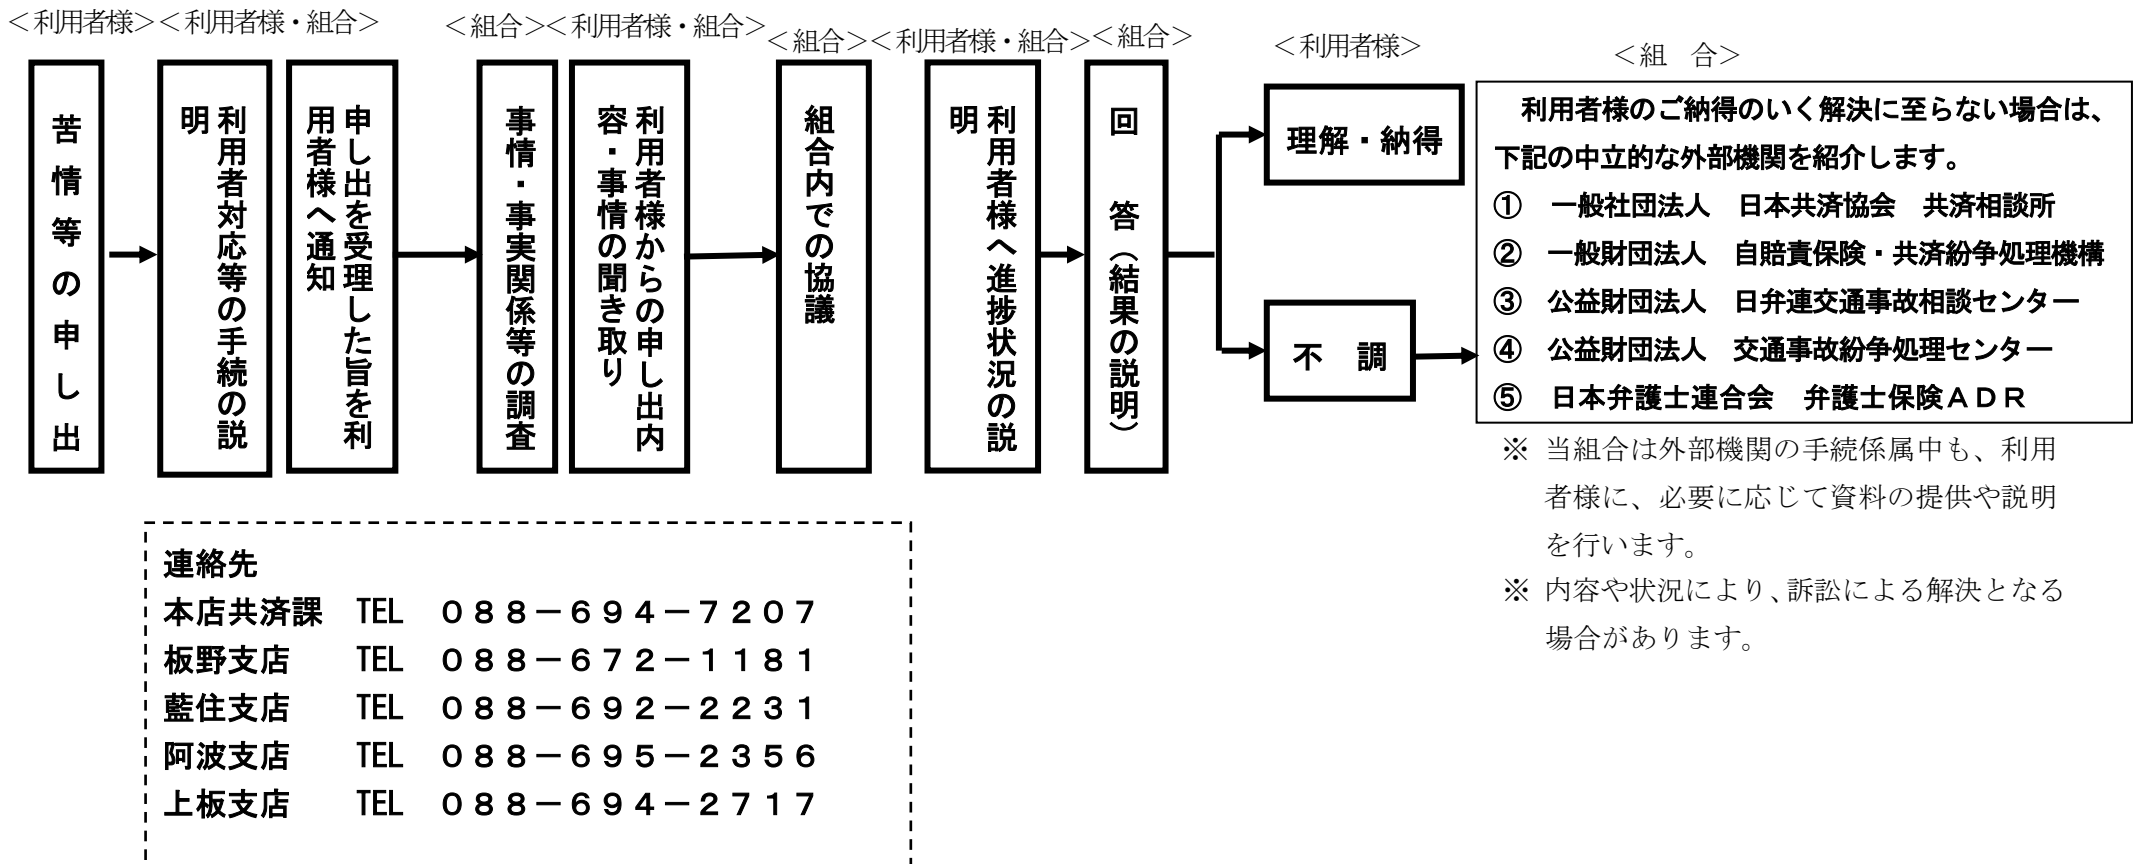 ＜利用者様＞
＜利用者様・組合＞
＜組合＞
＜利用者様・組合＞
＜組合＞
＜利用者様・組合＞
＜組合＞
＜利用者様＞
＜組　合＞
苦情等の申し出
利用者対応等の手続の説
明
申し出を受理した旨を利
用者様へ通知
事情・事実関係等の調査
利用者様からの申し出内
容・事情の聞き取り
組合内での協議
利用者様へ進捗状況の説
明
回　答（結果の説明）
理解・納得
不　調
利用者様のご納得のいく解決に至らない場合は、
下記の中立的な外部機関を紹介します。
①　一般社団法人　日本共済協会　共済相談所
②　一般財団法人　自賠責保険・共済紛争処理機構
③　公益財団法人　日弁連交通事故相談センター
④　公益財団法人　交通事故紛争処理センター
⑤　日本弁護士連合会　弁護士保険ＡＤＲ
※ 当組合は外部機関の手続係属中も、利用
者様に、必要に応じて資料の提供や説明
を行います。
※ 内容や状況により、訴訟による解決となる
場合があります。
連絡先
本店共済課　TEL　０８８－６９４－７２０７
板野支店　TEL　０８８－６７２－１１８１
藍住支店　TEL　０８８－６９２－２２３１
阿波支店　TEL　０８８－６９５－２３５６
上板支店　TEL　０８８－６９４－２７１７